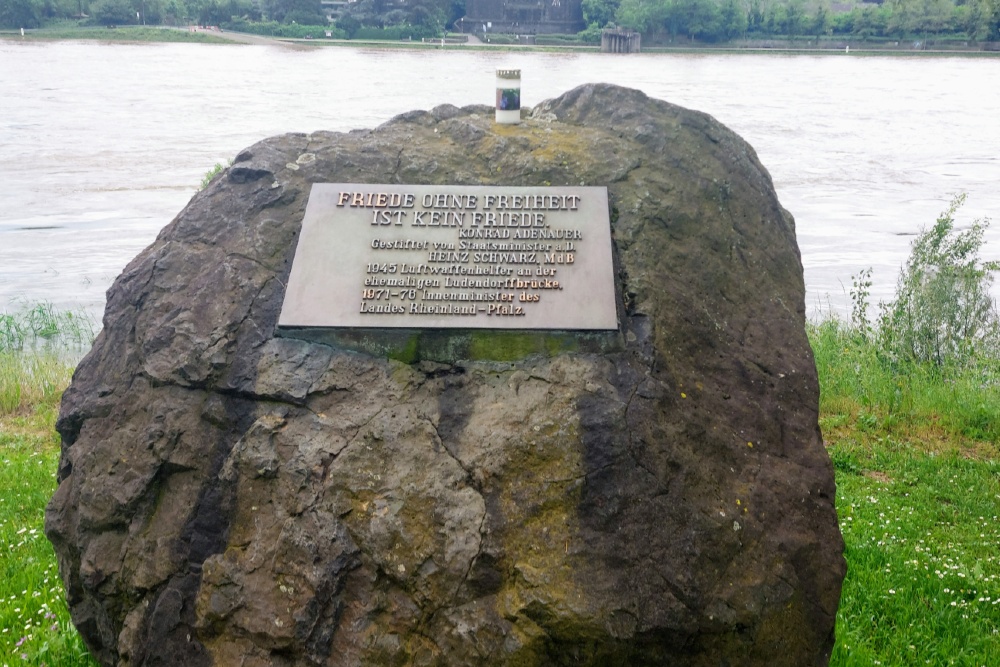 FRIEDE OHNE FREIHEIT
IST KEIN FRIEDE.
KONRAD ADENAUER
Gestiftet von Staatsminister a.D.
HEINZ SCHWARZ, MdB
1945 Luftwaffenhelfer an der
ehemaligen Ludendorffbrücke,
1971-76 Innenminister des
Landes Rheinland-Pfalz.